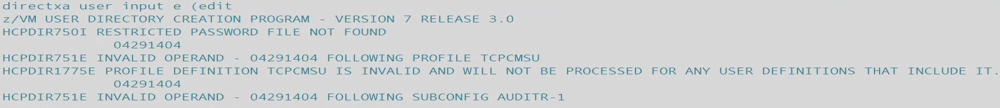 directxa user input e (edit
z/VM USER DIRECTORY CREATION PROGRAM - VERSION 7 RELEASE 3.0
HCPDIR750I RESTRICTED PASSWORD FILE NOT FOUND
04291404
HCPDIR751E INVALID OPERAND - 04291404 FOLLOWING PROFILE TCPCMSU
HCPDIR1775E PROFILE DEFINITION TCPCMSU IS INVALID AND WILL NOT BE PROCESSED FOR ANY USER DEFINITIONS THAT INCLUDE IT.
04291404
HCPDIR751E INVALID OPERAND - 04291404 FOLLOWING SUBCONFIG AUDITR-1